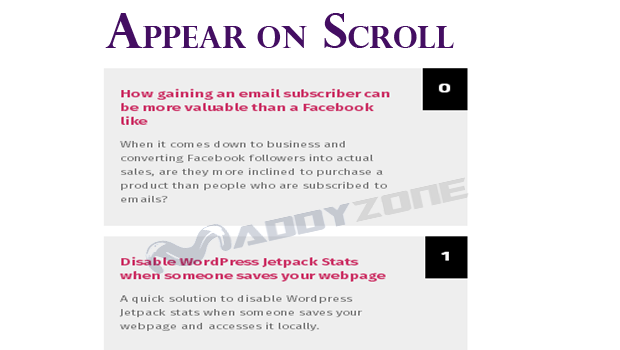 Appear on Scroll
0
How gaining an email subscriber can
be more valuable than a Facebook
like
When it comes down to business and
converting Facebook followers into actual
sales, are they more inclined to purchase a
product than people who are subscribed to
emails?
MADDYZONE
1
Disable WordPress Jetpack Stats
when someone saves your webpage
A quick solution to disable Wordpress
Jetpack stats when someone saves your
webpage and accesses it locally.